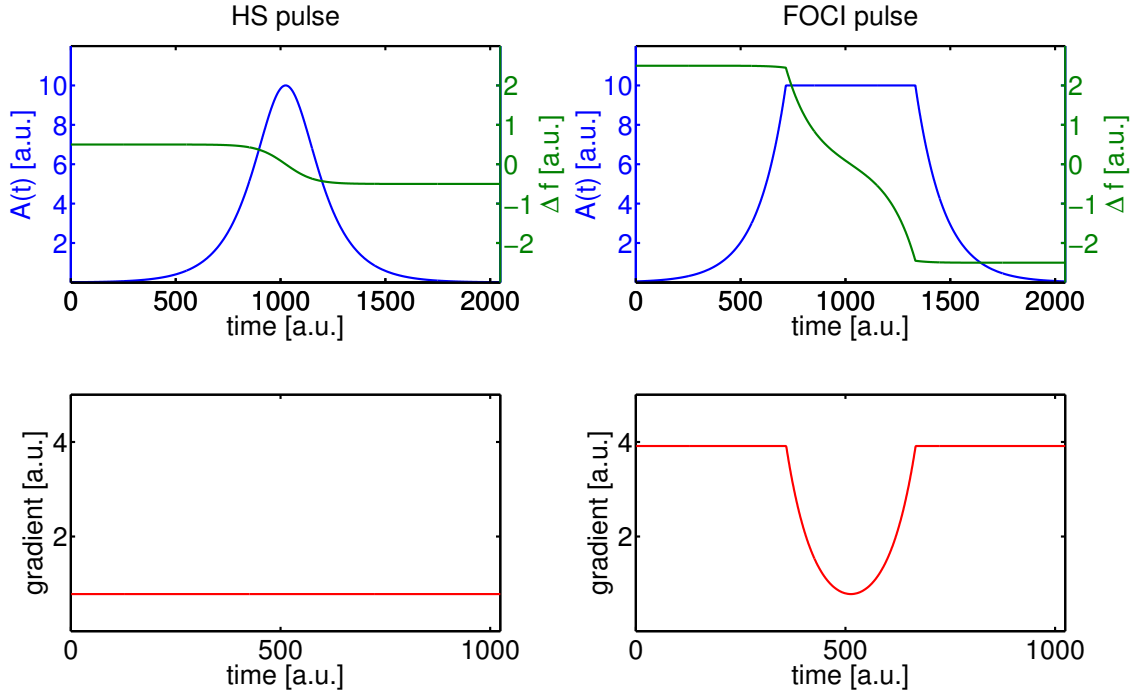 HS pulse
A(t) [a.u.]
10
8
6
4
2
2
1
0
−1
−2
Δ f [a.u.]
0 500 1000 1500 2000
time [a.u.]
FOCI pulse
A(t) [a.u.]
10
8
6
4
2
2
1
0
−1
−2
Δ f [a.u.]
0 500 1000 1500 2000
time [a.u.]
gradient [a.u.]
4
2
0 500 1000
time [a.u.]
gradient [a.u.]
4
2
0 500 1000
time [a.u.]